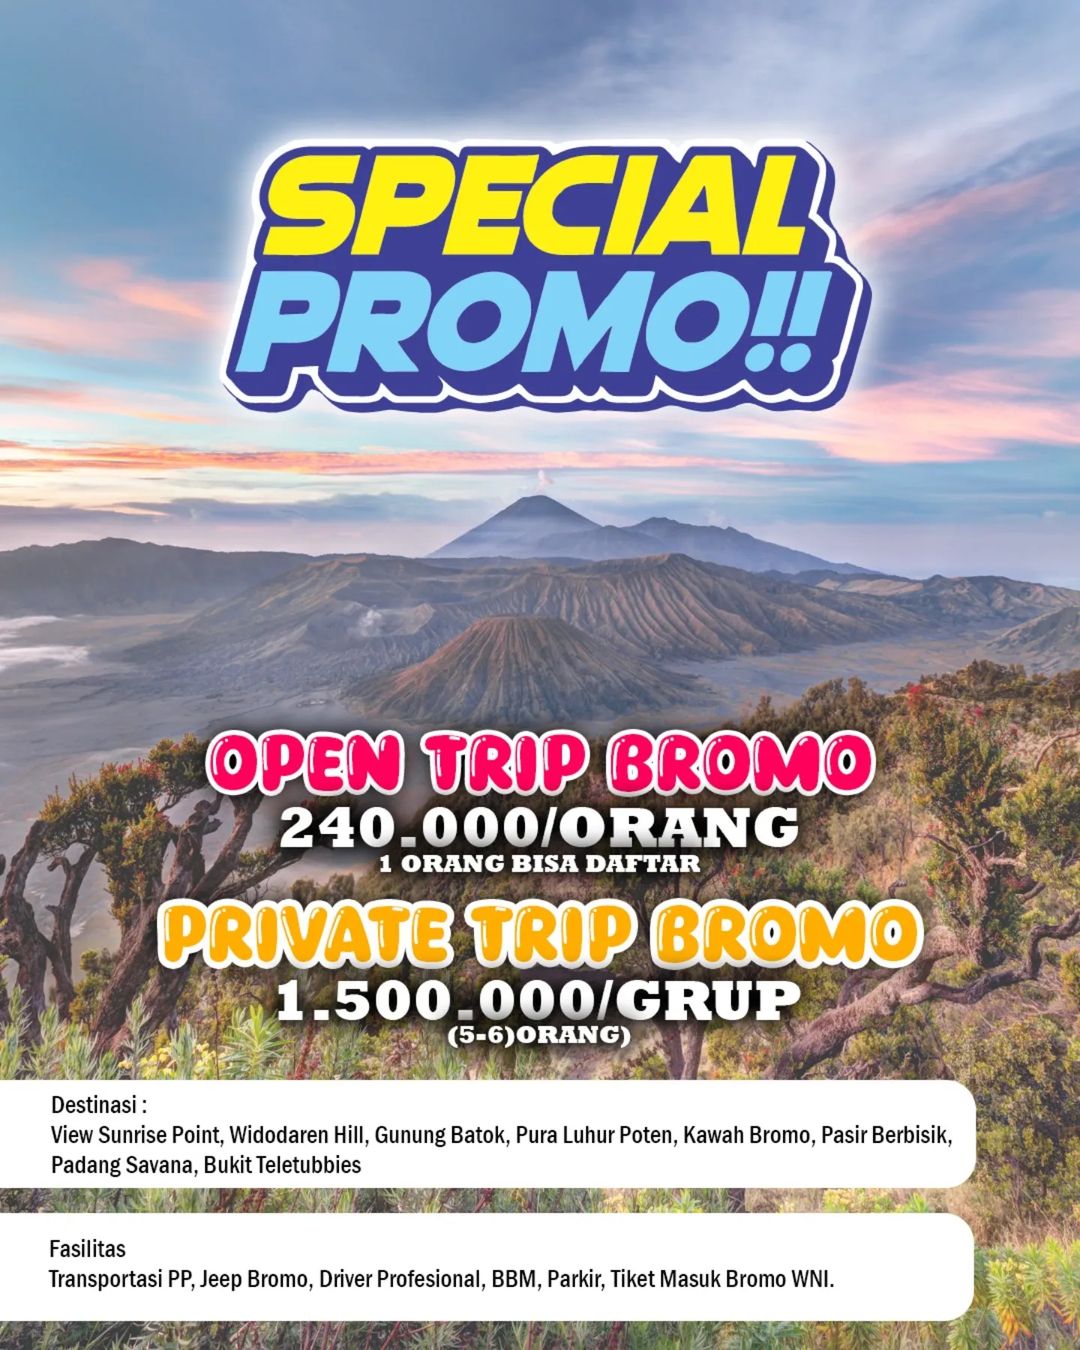 SPECIAL
PROMO!!
OPEN TRIP BROMO
240.000/ORANG
1 ORANG BISA DAFTAR
PRIVATE TRIP BROMO
1.500.000/GRUP
(5-6)ORANG)
Destinasi :
View Sunrise Point, Widodaren Hill, Gunung Batok, Pura Luhur Poten, Kawah Bromo, Pasir Berbisik,
Padang Savana, Bukit Teletubbies
Fasilitas
Transportasi PP, Jeep Bromo, Driver Profesional, BBM, Parkir, Tiket Masuk Bromo WNI.